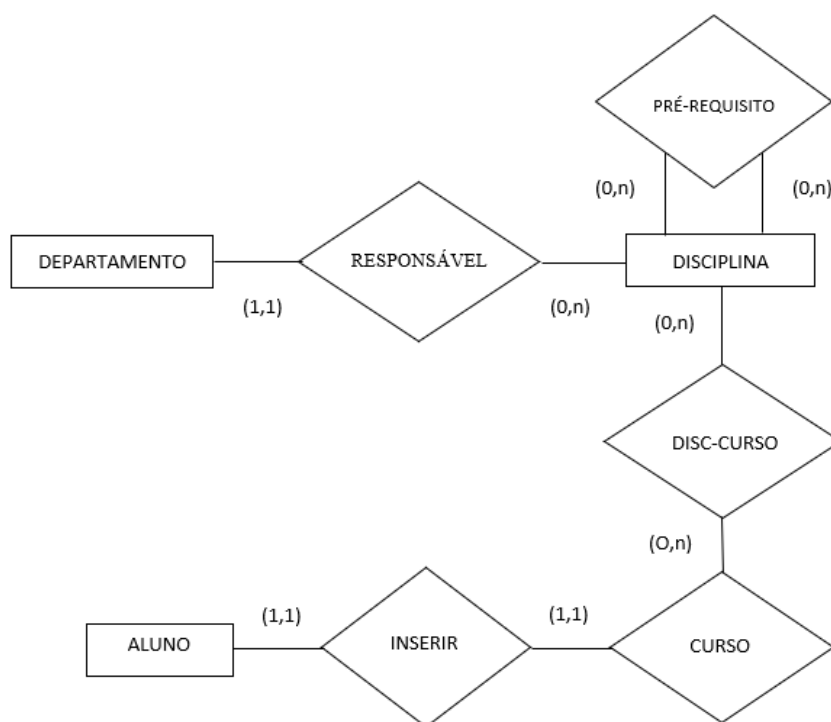 PRÉ-REQUISITO
(0,n)
(0,n)
DEPARTAMENTO
RESPONSÁVEL
DISCIPLINA
(1,1)
(0,n)
(0,n)
DISC-CURSO
(O,n)
(1,1)
(1,1)
ALUNO
INSERIR
CURSO